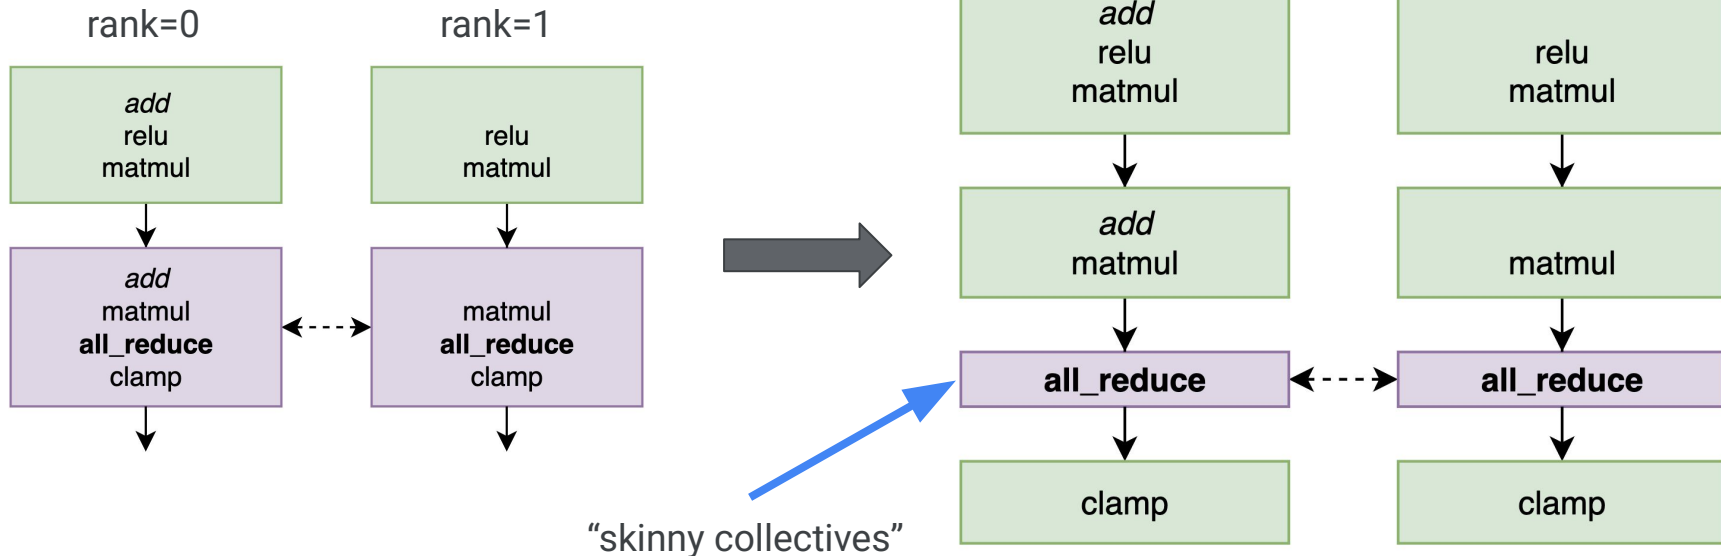 rank=0
rank=1
add
relu
matmul
relu
matmul
add
matmul
all_reduce
clamp
matmul
all_reduce
clamp
add
relu
matmul
relu
matmul
add
matmul
matmul
all_reduce
all_reduce
clamp
clamp
“skinny collectives”